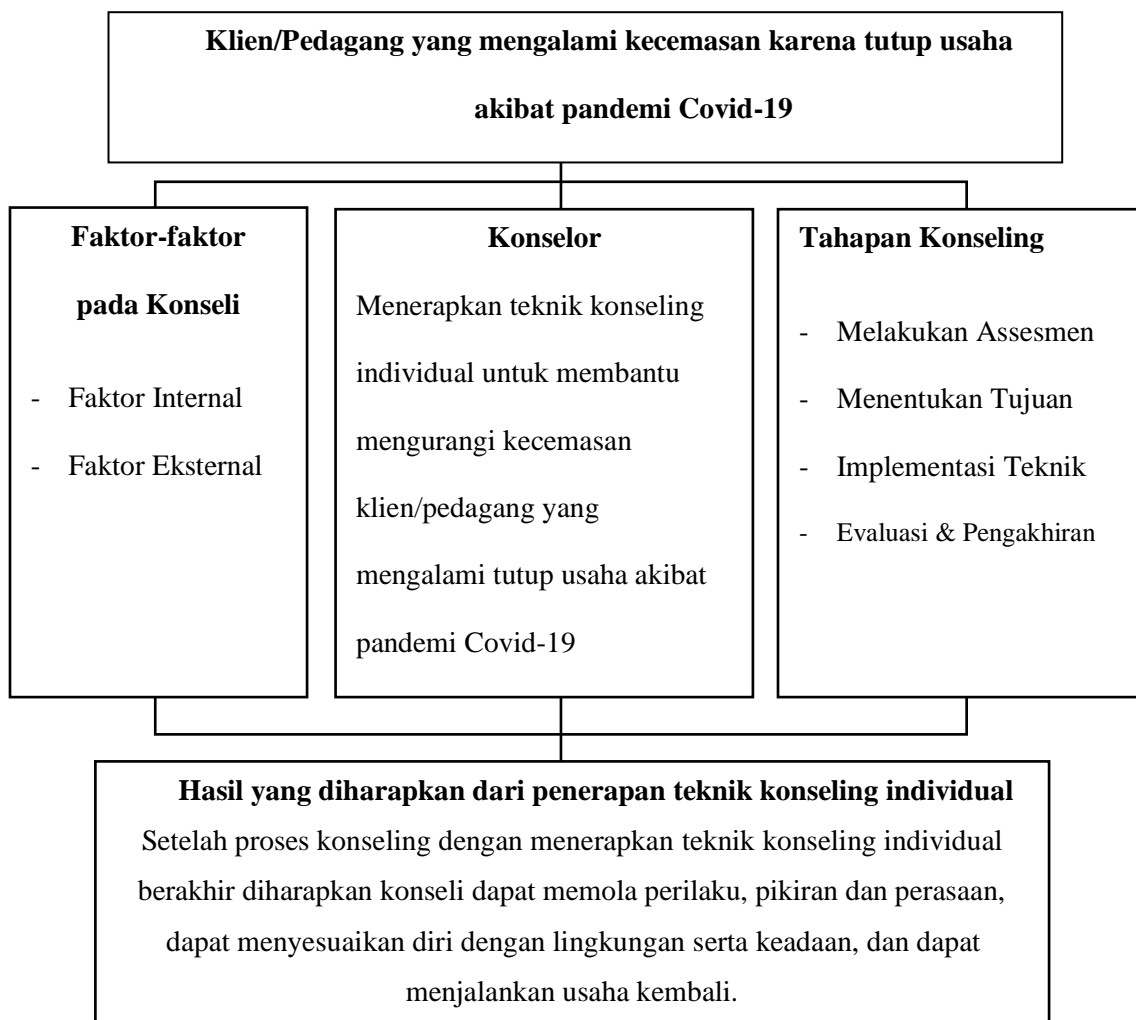 Klien/Pedagang yang mengalami kecemasan karena tutup usaha
akibat pandemi Covid-19
Faktor-faktor
pada Konseli
- Faktor Internal
- Faktor Eksternal
Konselor
Menerapkan teknik konseling
individual untuk membantu
mengurangi kecemasan
klien/pedagang yang
mengalami tutup usaha akibat
pandemi Covid-19
Tahapan Konseling
- Melakukan Assesmen
- Menentukan Tujuan
- Implementasi Teknik
- Evaluasi & Pengakhiran
Hasil yang diharapkan dari penerapan teknik konseling individual
Setelah proses konseling dengan menerapkan teknik konseling individual
berakhir diharapkan konseli dapat memola perilaku, pikiran dan perasaan,
dapat menyesuaikan diri dengan lingkungan serta keadaan, dan dapat
menjalankan usaha kembali.